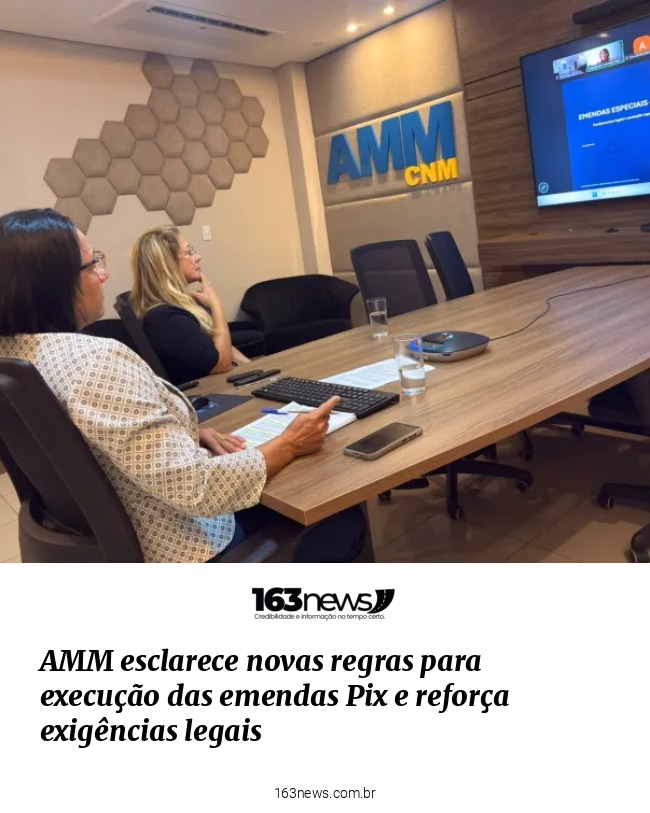 AMM
CNM
EMENDAS ESPECIAIS
163news
Credibilidade e informação no tempo certo.
AMM esclarece novas regras para
execução das emendas Pix e reforça
exigências legais
163news.com.br